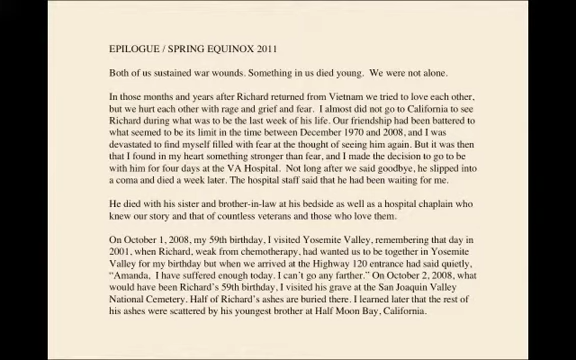 EPILOGUE / SPRING EQUINOX 2011
Both of us sustained war wounds. Something in us died young. We were not alone.
In those months and years after Richard returned from Vietnam we tried to love each other,
but we hurt each other with rage and grief and fear. I almost did not go to California to see
Richard during what was to be the last week of his life. Our friendship had been battered to
what seemed to be its limit in the time between December 1970 and 2008, and I was
devastated to find myself filled with fear at the thought of seeing him again. But it was then
that I found in my heart something stronger than fear, and I made the decision to go to be
with him for four days at the VA Hospital. Not long after we said goodbye, he slipped into
a coma and died a week later. The hospital staff said that he had been waiting for me.
He died with his sister and brother-in-law at his bedside as well as a hospital chaplain who
knew our story and that of countless veterans and those who love them.
On October 1, 2008, my 59th birthday, I visited Yosemite Valley, remembering that day in
2001, when Richard, weak from chemotherapy, had wanted us to be together in Yosemite
Valley for my birthday but when we arrived at the Highway 120 entrance had said quietly,
“Amanda, I have suffered enough today. I can’t go any farther.” On October 2, 2008, what
would have been Richard’s 59th birthday, I visited his grave at the San Joaquin Valley
National Cemetery. Half of Richard’s ashes are buried there. I learned later that the rest of
his ashes were scattered by his youngest brother at Half Moon Bay, California.